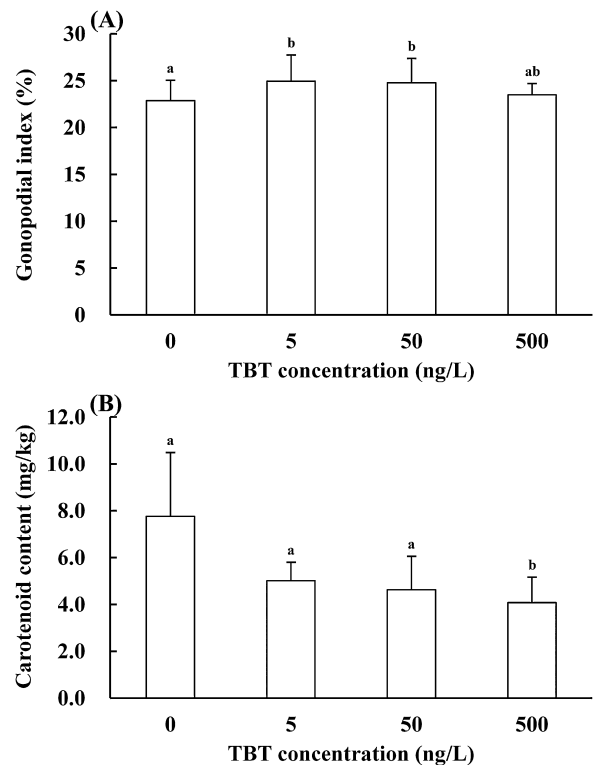 (A)
30
25
20
15
10
5
0
Gonopodial index (%)
a
b
b
ab
0 5 50 500
TBT concentration (ng/L)
(B)
12.0
10.0
8.0
6.0
4.0
2.0
0.0
Carotenoid content (mg/kg)
a
a
a
b
0 5 50 500
TBT concentration (ng/L)